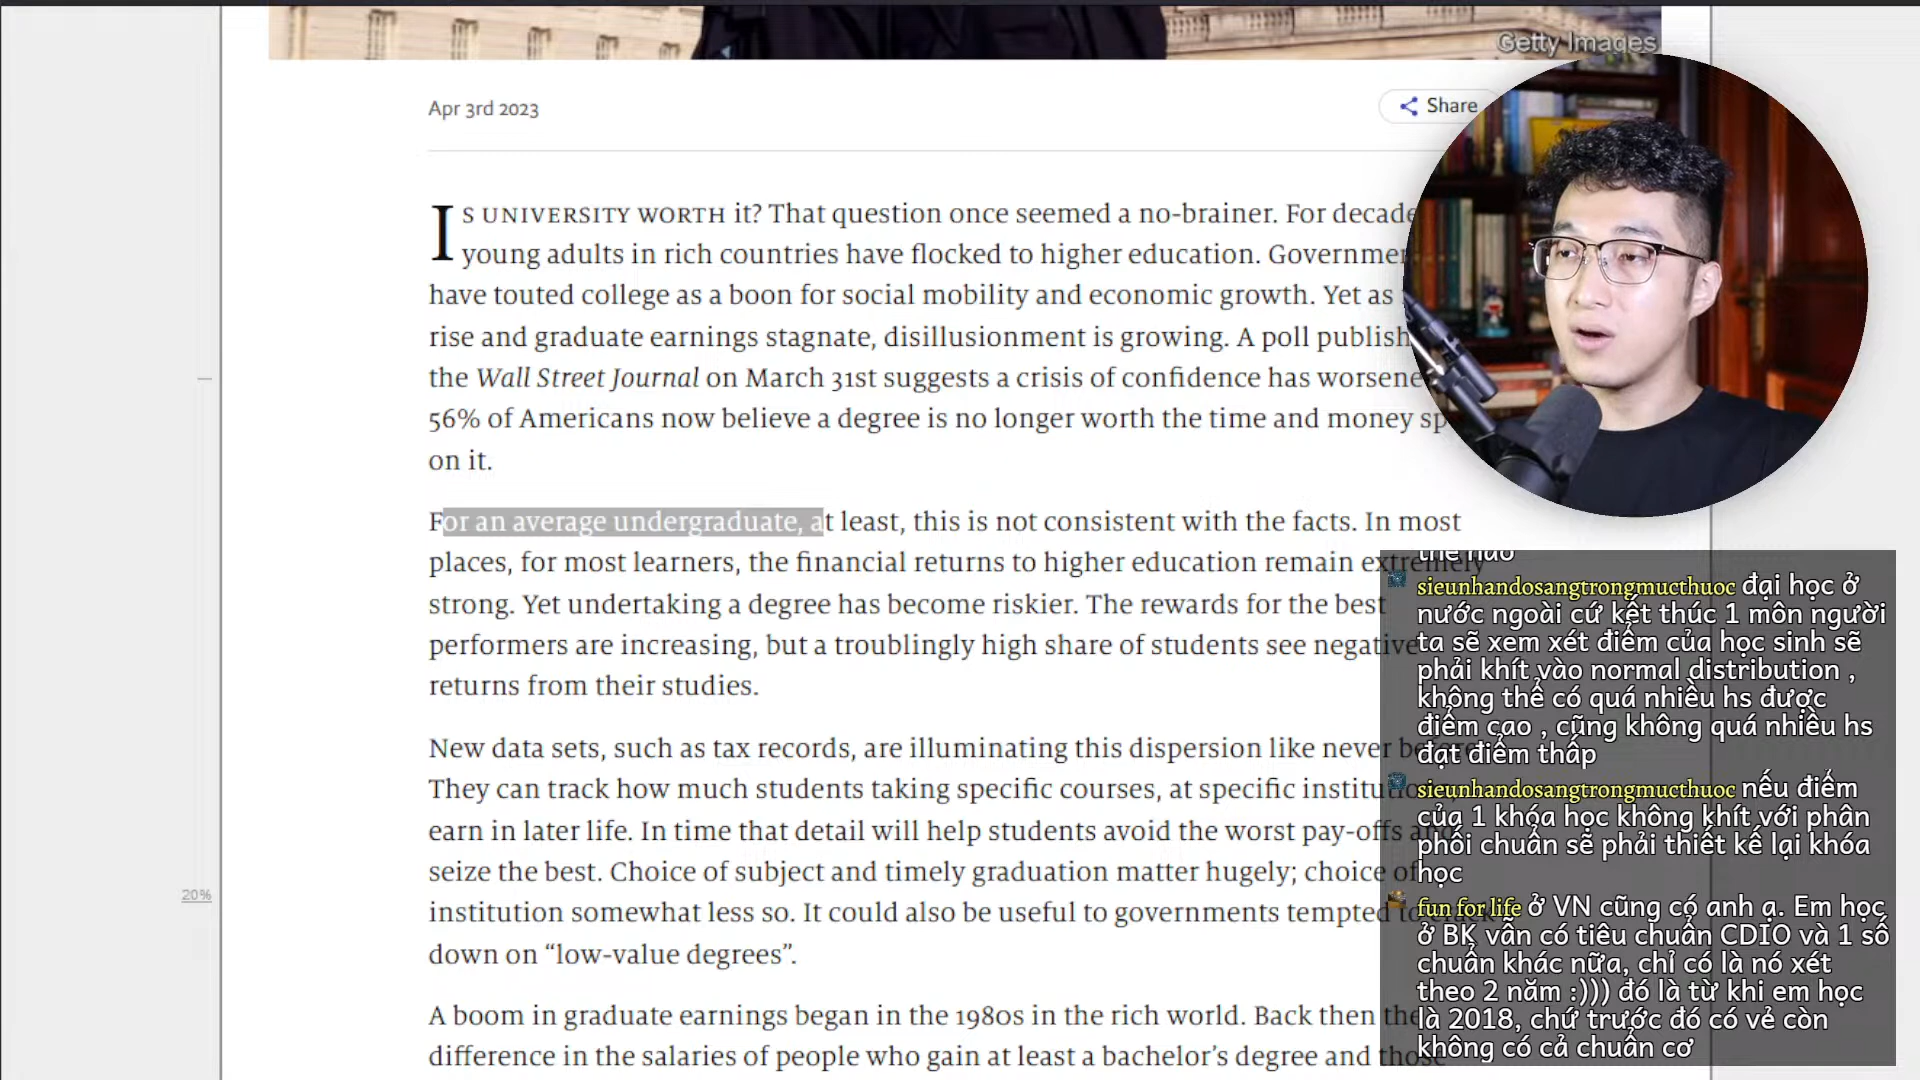 Getty Images
Apr 3rd 2023
Share
IS UNIVERSITY WORTH it? That question once seemed a no-brainer. For decade
young adults in rich countries have flocked to higher education. Governme
have touted college as a boon for social mobility and economic growth. Yet as
rise and graduate earnings stagnate, disillusionment is growing. A poll publish
the Wall Street Journal on March 31st suggests a crisis of confidence has worsene
56% of Americans now believe a degree is no longer worth the time and money sp
on it.
For an average undergraduate, at least, this is not consistent with the facts. In most
places, for most learners, the financial returns to higher education remain extremely
strong. Yet undertaking a degree has become riskier. The rewards for the best
performers are increasing, but a troublingly high share of students see negative
returns from their studies.
New data sets, such as tax records, are illuminating this dispersion like never before
They can track how much students taking specific courses, at specific institutio
earn in later life. In time that detail will help students avoid the worst pay-offs and
seize the best. Choice of subject and timely graduation matter hugely; choice of
institution somewhat less so. It could also be useful to governments tempted to crack
down on “low-value degrees”.
A boom in graduate earnings began in the 1980s in the rich world. Back then the
difference in the salaries of people who gain at least a bachelor’s degree and those
20%
thế nào
sieunhandosangtrongmucthuoc đại học ở
nước ngoài cứ kết thúc 1 môn người
ta sẽ xem xét điểm của học sinh sẽ
phải khít vào normal distribution ,
không thể có quá nhiều hs được
điểm cao , cũng không quá nhiều hs
đạt điểm thấp
sieunhandosangtrongmucthuoc nếu điểm
của 1 khóa học không khít với phân
phối chuẩn sẽ phải thiết kế lại khóa
học
fun for life ở VN cũng có anh ạ. Em học
ở BK vẫn có tiêu chuẩn CDIO và 1 số
chuẩn khác nữa, chỉ có là nó xét
theo 2 năm :))) đó là từ khi em học
là 2018, chứ trước đó có vẻ còn
không có cả chuẩn cơ